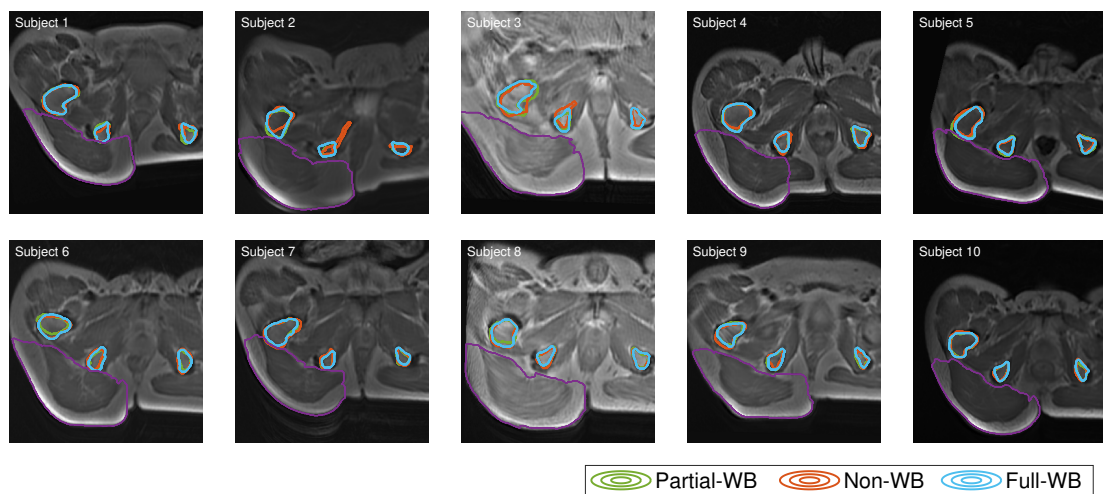 Subject 1
Subject 2
Subject 3
Subject 4
Subject 5
Subject 6
Subject 7
Subject 8
Subject 9
Subject 10
Partial-WB Non-WB Full-WB